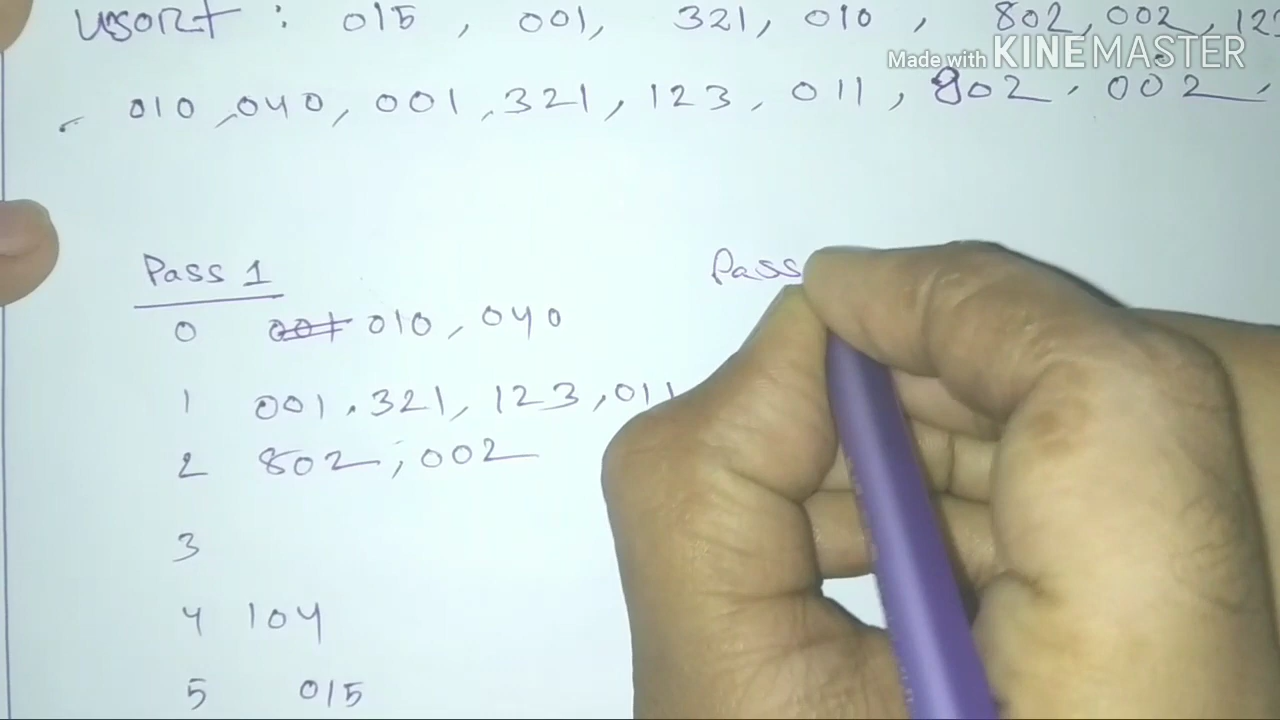 usort : 015 , 001, 321, 010 , 802, 002, 12
Made with KINEMASTER
010 ,040, 001 ,321 , 123 , 011 , 802 , 002 ,
Pass 1
Pass
0 001 010 , 040
1 001 , 321, 123 , 011
2 802 , 002
3
4 104
5 015